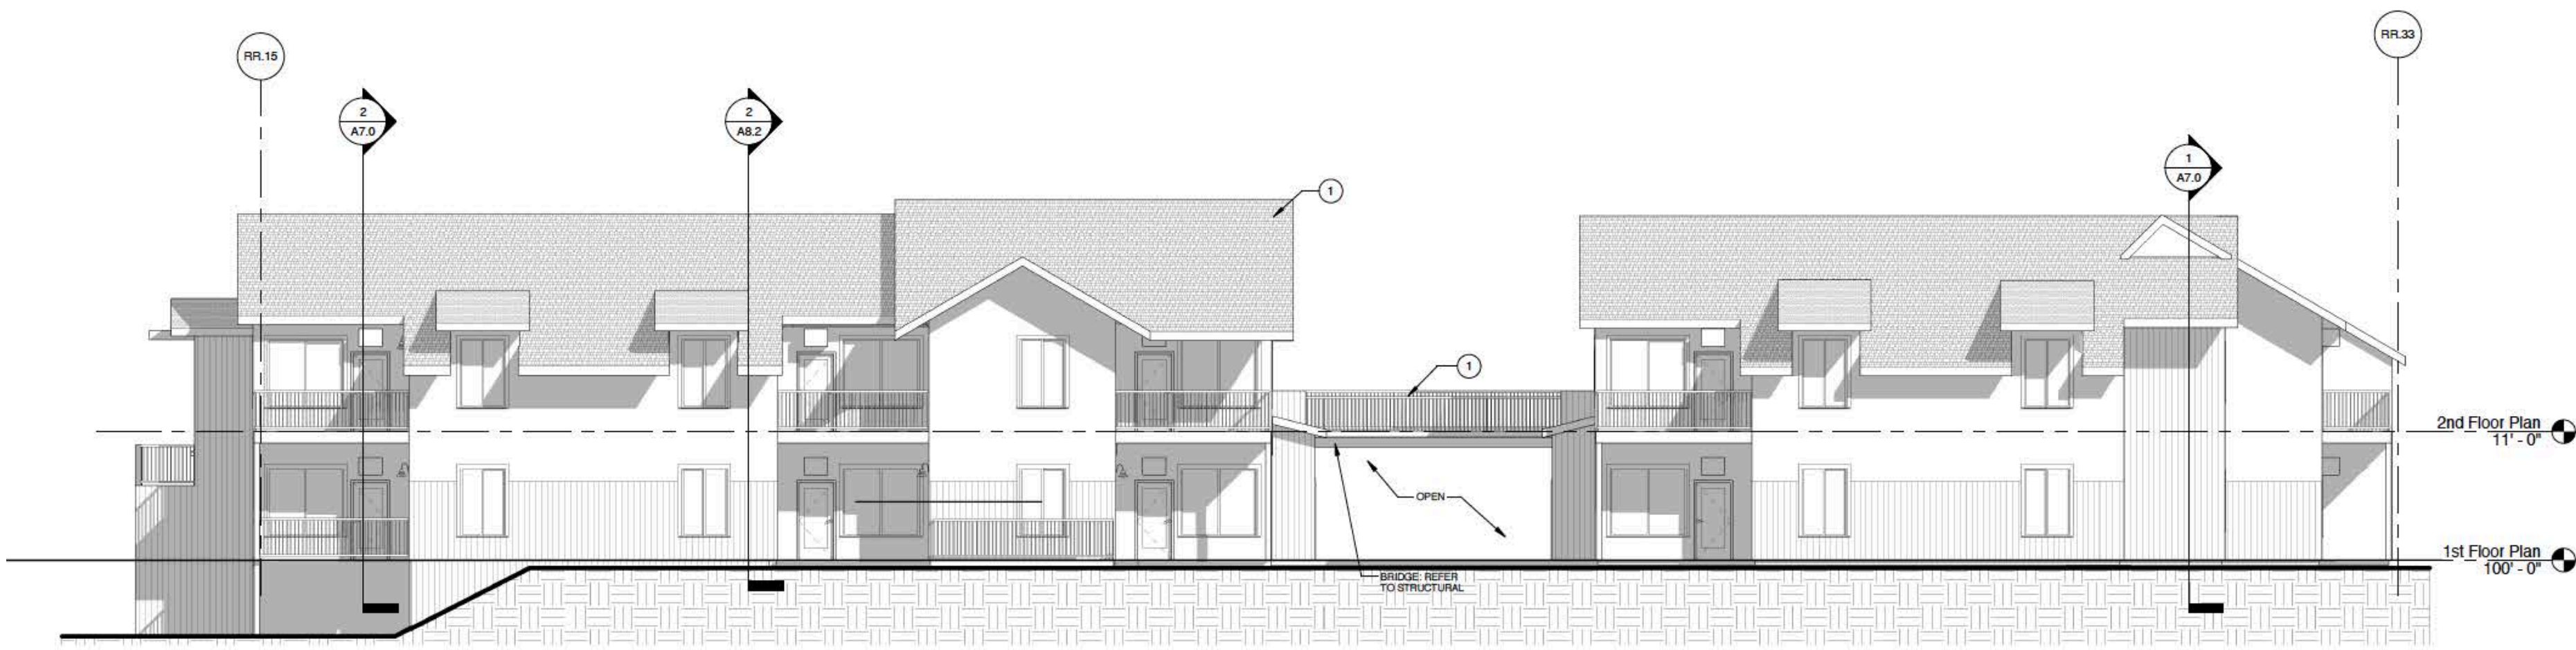 RR.15
RR.33
2
A7.0
2
A8.2
1
A7.0
1
1
2nd Floor Plan
11' - 0"
OPEN
1st Floor Plan
100' - 0"
BRIDGE: REFER
TO STRUCTURAL